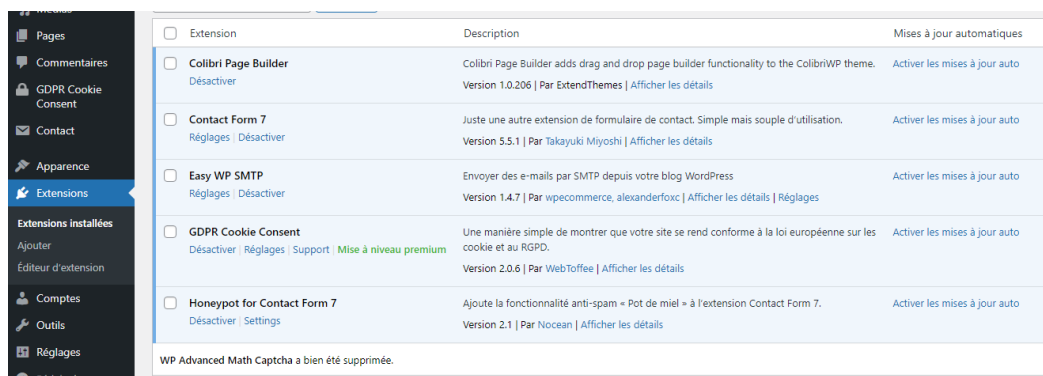 Médias
Pages
Commentaires
GDPR Cookie
Consent
Contact
Apparence
Extensions
Extensions installées
Ajouter
Éditeur d'extension
Comptes
Outils
Réglages
Extension Description Mises à jour automatiques
Colibri Page Builder Colibri Page Builder adds drag and drop page builder functionality to the ColibriWP theme. Activer les mises à jour auto
Désactiver
Version 1.0.206 | Par ExtendThemes | Afficher les détails
Contact Form 7 Juste une autre extension de formulaire de contact. Simple mais souple d'utilisation. Activer les mises à jour auto
Réglages | Désactiver
Version 5.5.1 | Par Takayuki Miyoshi | Afficher les détails
Easy WP SMTP Envoyer des e-mails par SMTP depuis votre blog WordPress Activer les mises à jour auto
Réglages | Désactiver
Version 1.4.7 | Par wpecommerce, alexanderfoxc | Afficher les détails | Réglages
GDPR Cookie Consent Une manière simple de montrer que votre site se rend conforme à la loi européenne sur les Activer les mises à jour auto
Désactiver | Réglages | Support | Mise à niveau premium cookie et au RGPD.
Version 2.0.6 | Par WebToffee | Afficher les détails
Honeypot for Contact Form 7 Ajoute la fonctionnalité anti-spam « Pot de miel » à l'extension Contact Form 7. Activer les mises à jour auto
Désactiver | Settings
Version 2.1 | Par Nocean | Afficher les détails
WP Advanced Math Captcha a bien été supprimée.